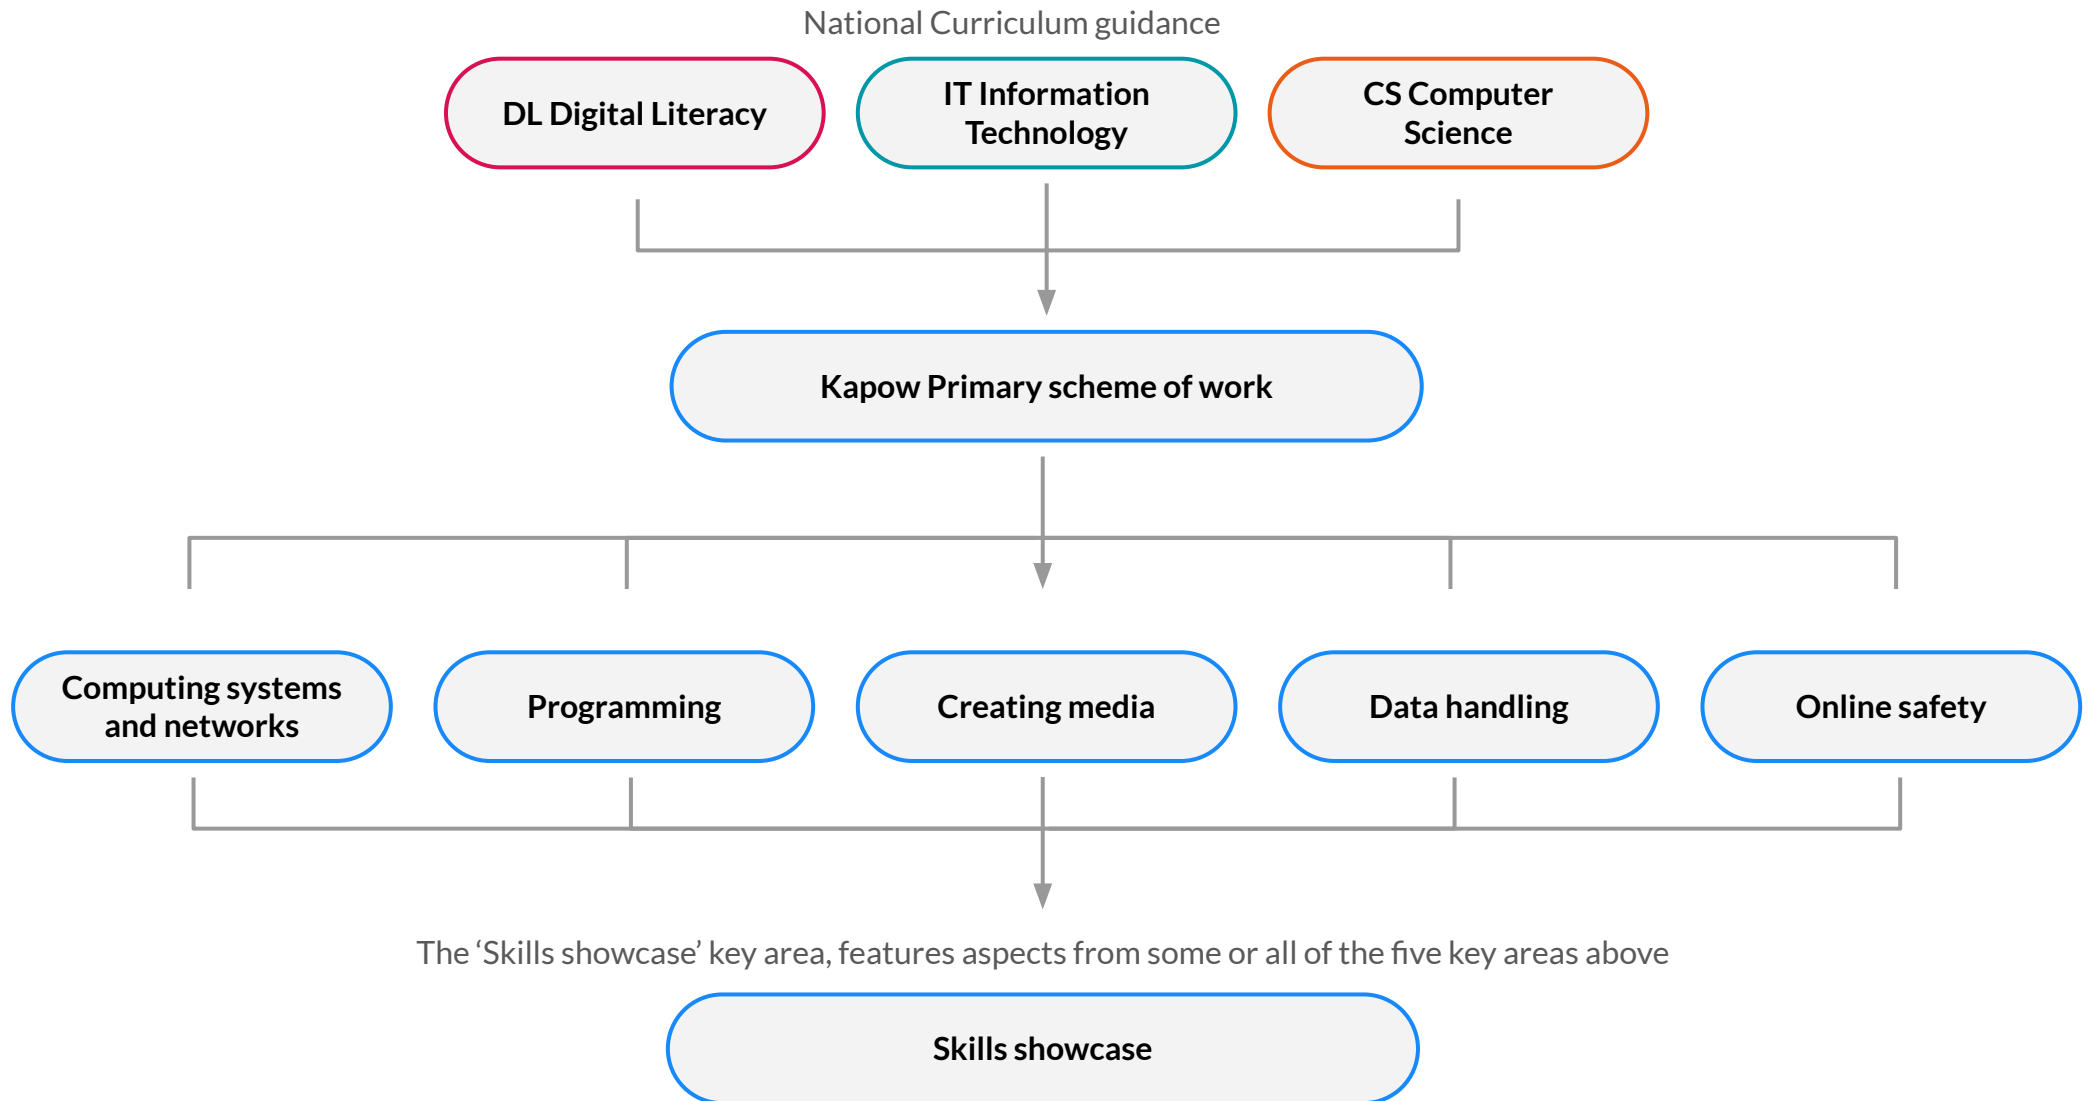 National Curriculum guidance
DL Digital Literacy
IT Information
Technology
CS Computer
Science
Kapow Primary scheme of work
Computing systems
and networks
Programming
Creating media
Data handling
Online safety
The ‘Skills showcase’ key area, features aspects from some or all of the five key areas above
Skills showcase